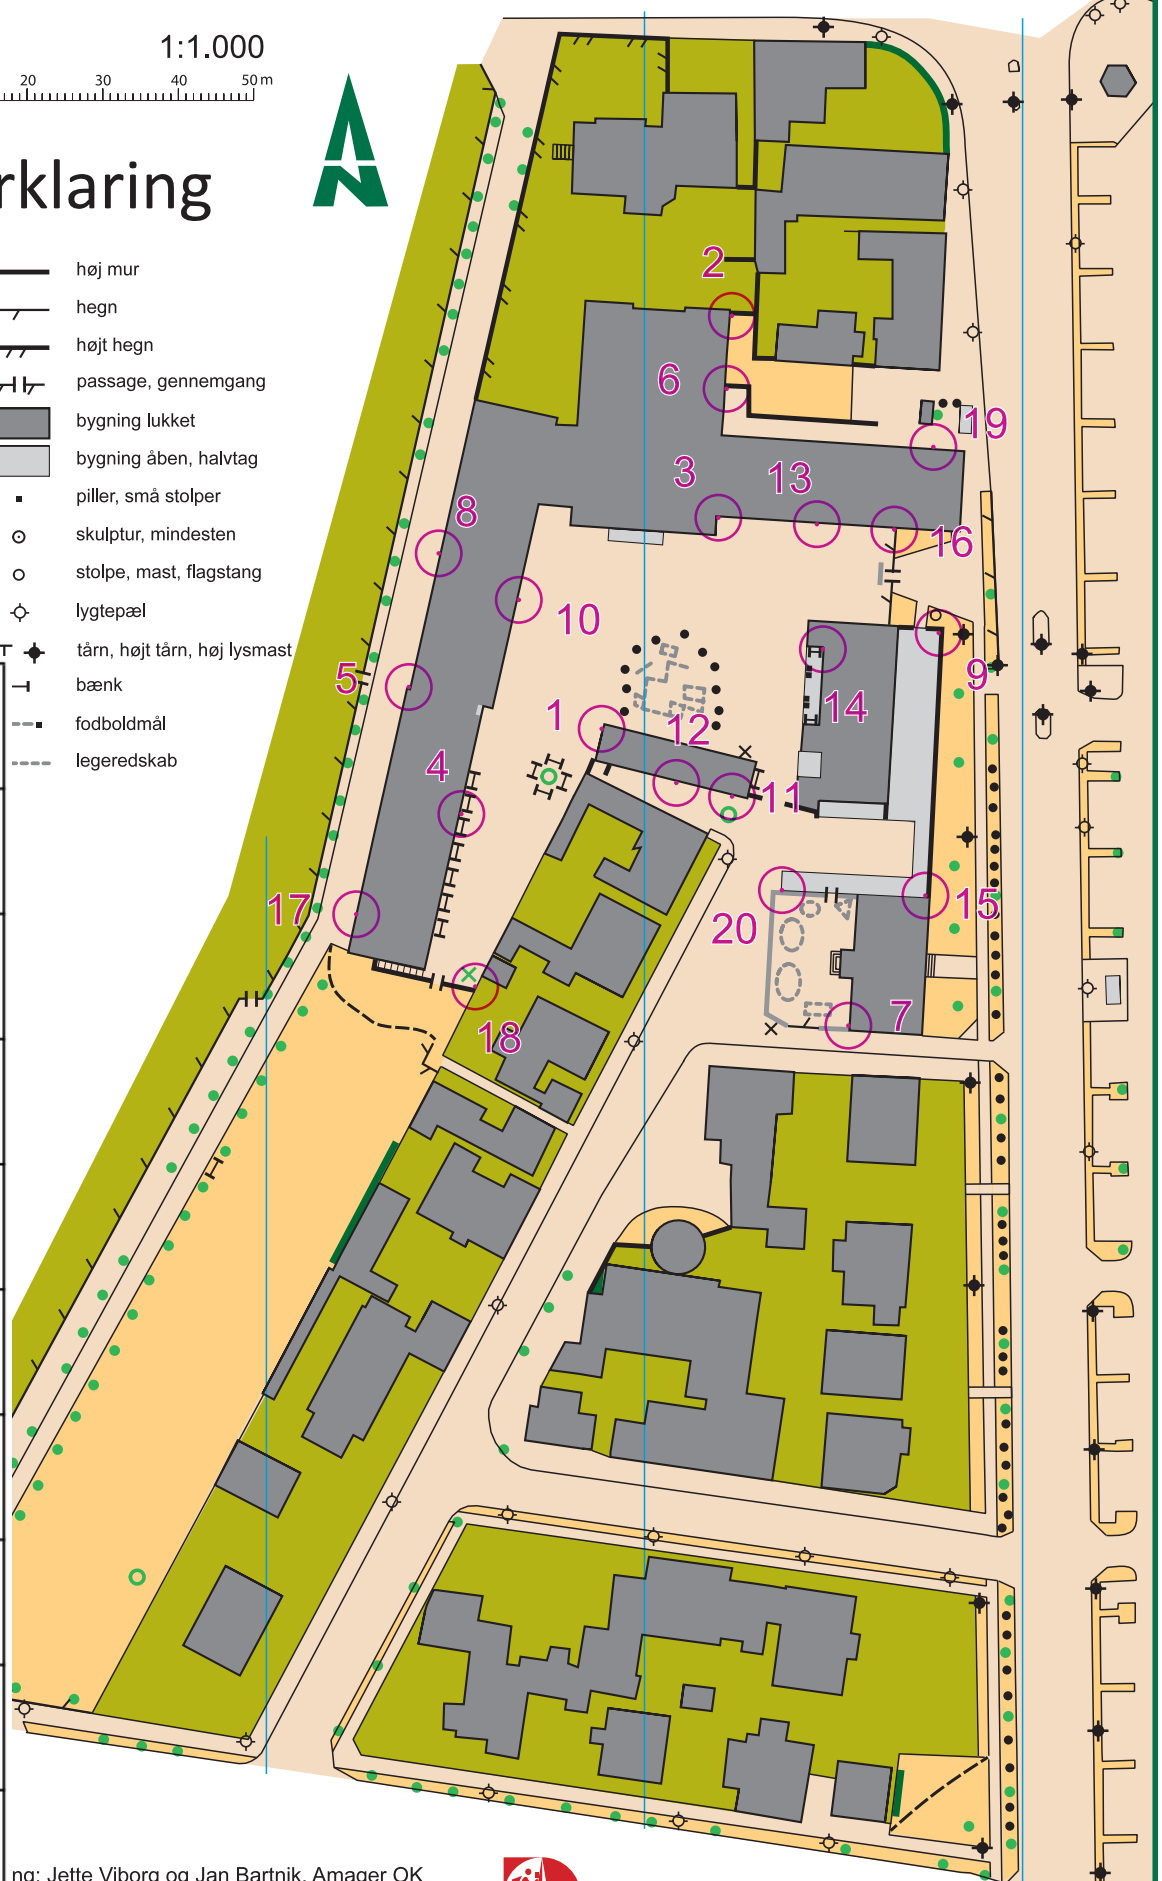 1:1.000
20 30 40 50 m
rklaring
høj mur
hegn
højt hegn
passage, gennemgang
bygning lukket
bygning åben, halvtag
piller, små stolper
skulptur, mindesten
stolpe, mast, flagstang
lygtepæl
tårn, højt tårn, høj lysmast
bænk
fodboldmål
legeredskab
N
2
6
19
3
13
8
16
10
5
9
1
12
14
4
11
17
20
15
7
18
ng: Jette Viborg og Jan Bartnik, Amager OK